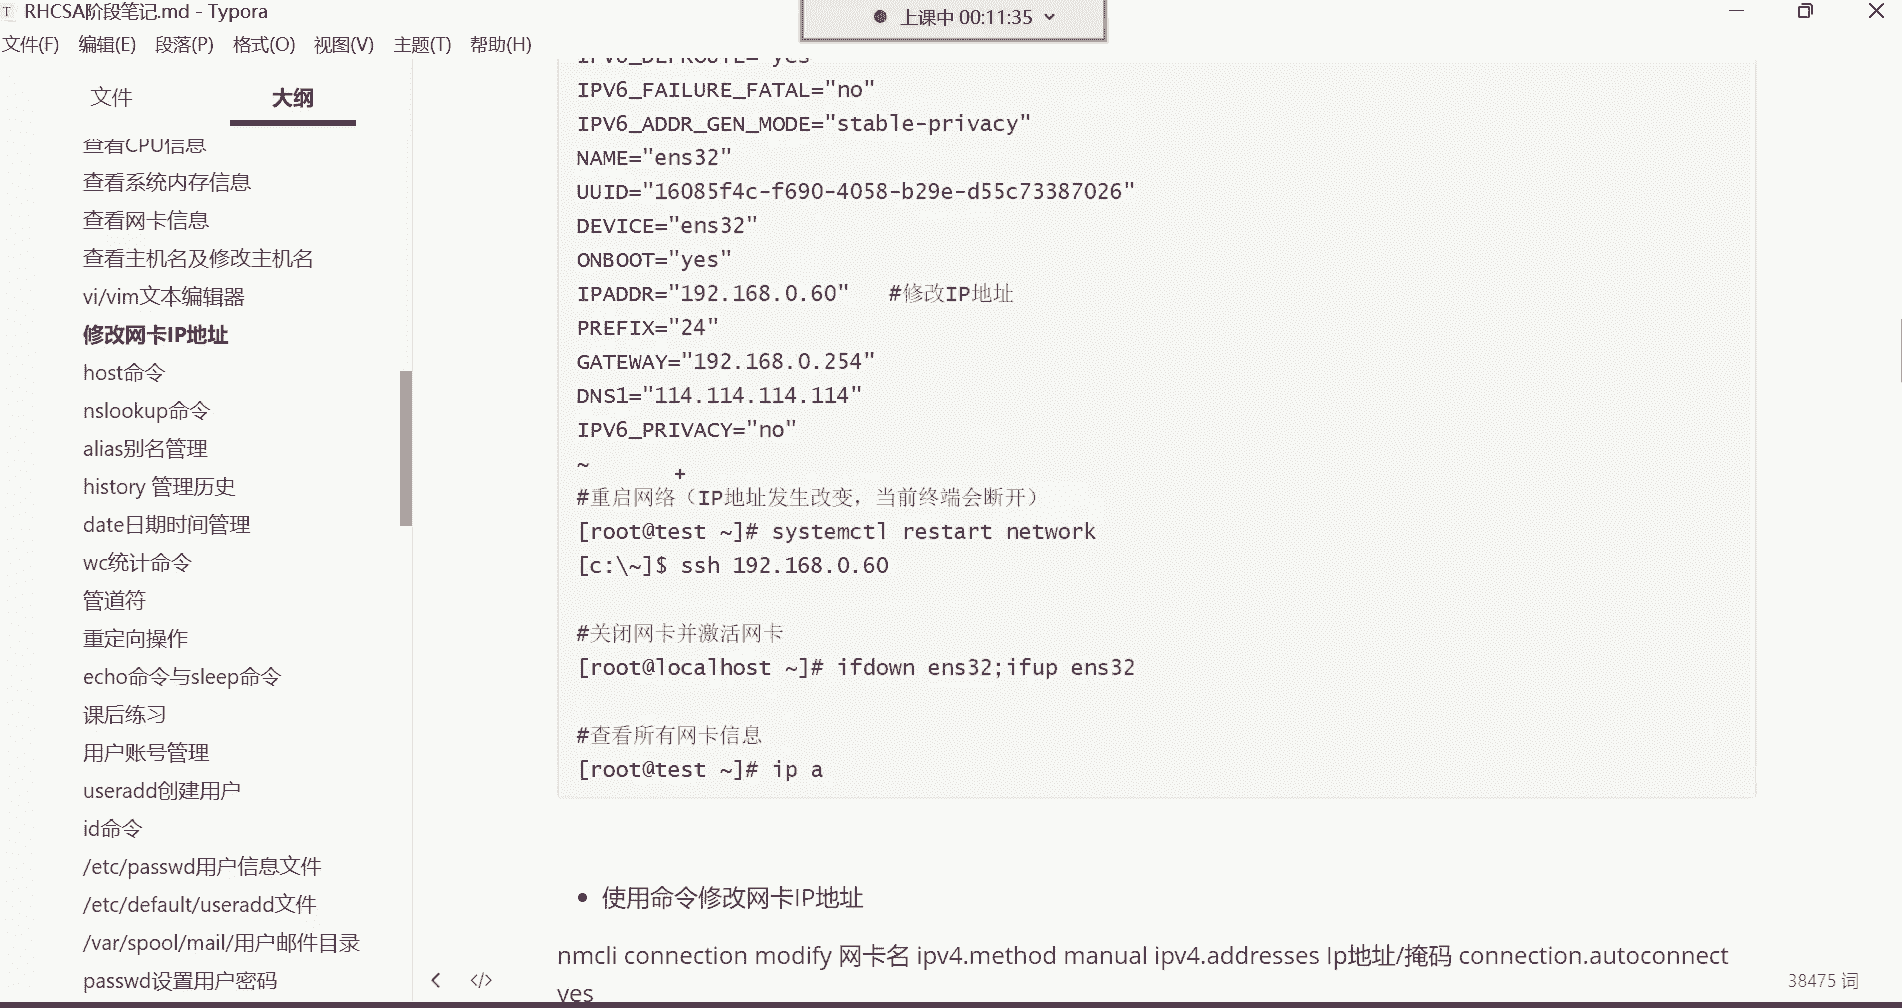 RHCSA阶段笔记.md - Typora
上课中 00:11:35
文件(F) 编辑(E) 段落(P) 格式(O) 视图(V) 主题(T) 帮助(H)
文件 大纲
查看CPU信息
查看系统内存信息
查看网卡信息
查看主机名及修改主机名
vi/vim文本编辑器
修改网卡IP地址
host命令
nslookup命令
alias别名管理
history 管理历史
date日期时间管理
wc统计命令
管道符
重定向操作
echo命令与sleep命令
课后练习
用户账号管理
useradd创建用户
id命令
/etc/passwd用户信息文件
/etc/default/useradd文件
/var/spool/mail/用户邮件目录
passwd设置用户密码
IPV6_DEFROUTE="yes"
IPV6_FAILURE_FATAL="no"
IPV6_ADDR_GEN_MODE="stable-privacy"
NAME="ens32"
UUID="16085f4c-f690-4058-b29e-d55c73387026"
DEVICE="ens32"
ONBOOT="yes"
IPADDR="192.168.0.60" #修改IP地址
PREFIX="24"
GATEWAY="192.168.0.254"
DNS1="114.114.114.114"
IPV6_PRIVACY="no"
~
#重启网络（IP地址发生改变，当前终端会断开）
[root@test ~]# systemctl restart network
[c:\~]$ ssh 192.168.0.60
#关闭网卡并激活网卡
[root@localhost ~]# ifdown ens32;ifup ens32
#查看所有网卡信息
[root@test ~]# ip a
• 使用命令修改网卡IP地址
nmcli connection modify 网卡名 ipv4.method manual ipv4.addresses Ip地址/掩码 connection.autoconnect
yes
38475 词